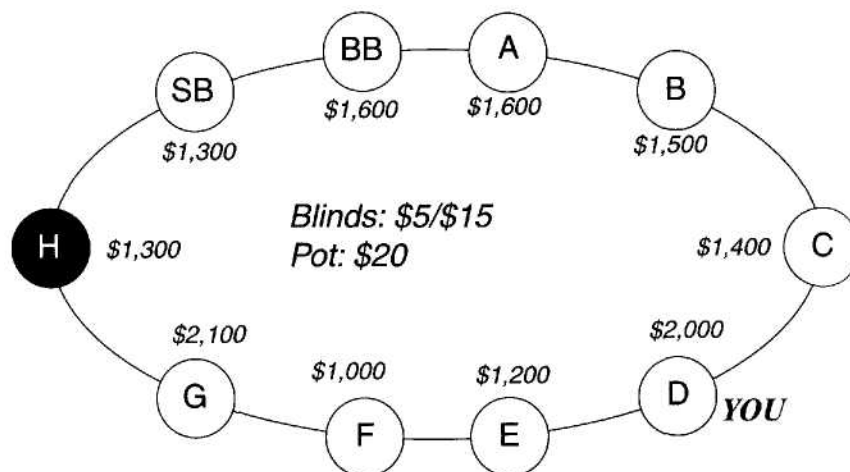 BB
A
SB
B
$1,600
$1,600
$1,300
$1,500
Blinds: $5/$15
H
$1,300
Pot: $20
$1,400
C
$2,100
$2,000
$1,000
$1,200
G
D
YOU
F
E